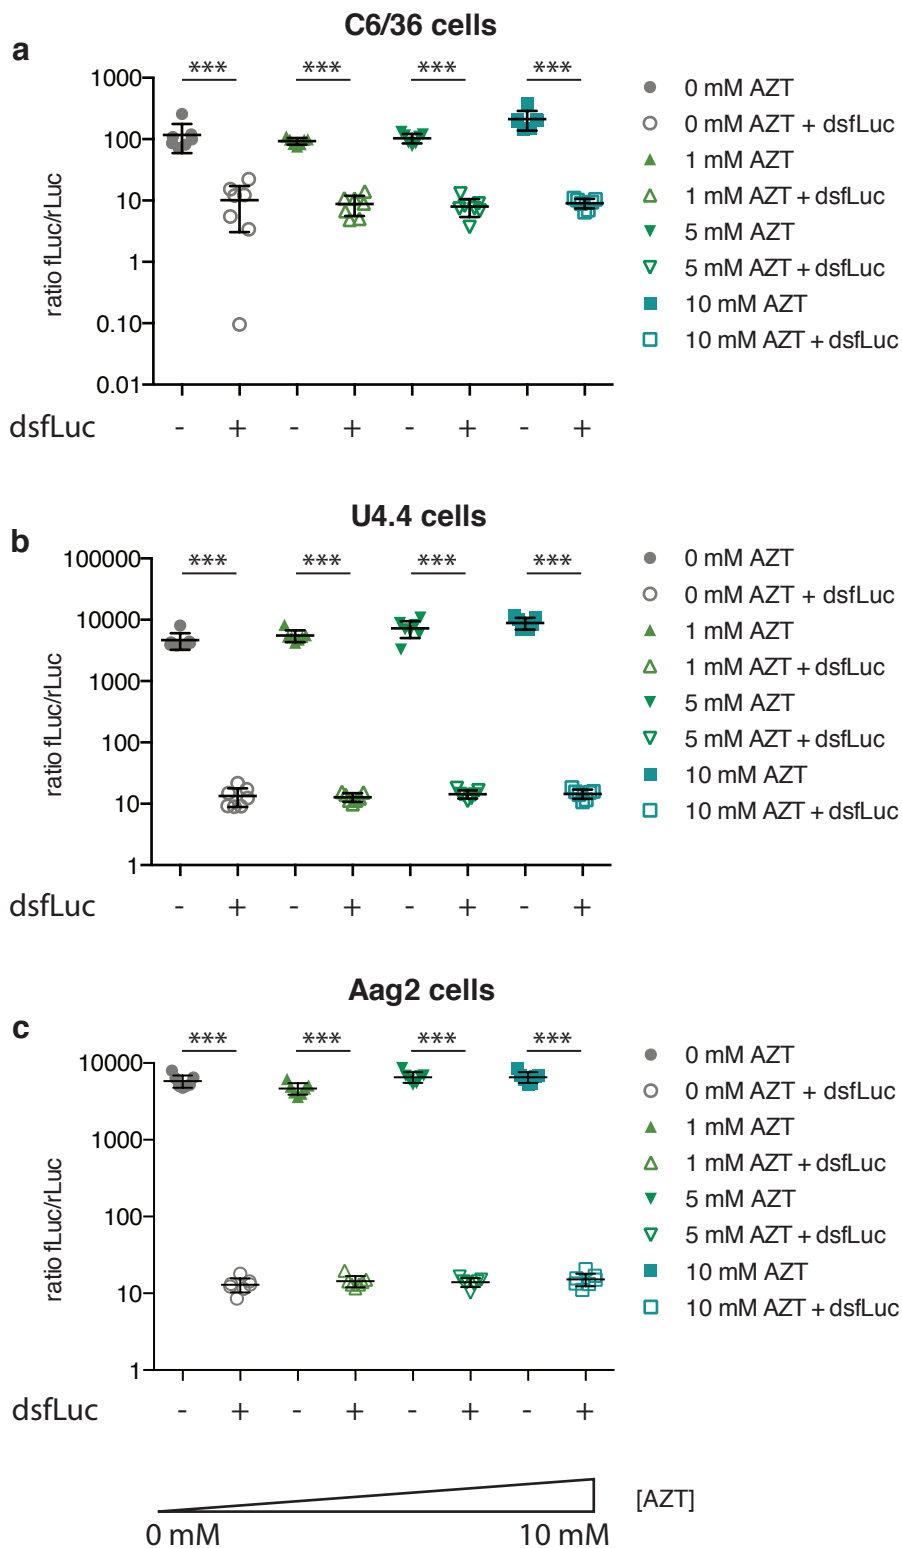 C6/36 cells
a
*** *** *** ***
1000
100
10
1
0.10
0.01
ratio fLuc/rLuc
dsfLuc - + - + - + - +
0 mM AZT
0 mM AZT + dsfLuc
1 mM AZT
1 mM AZT + dsfLuc
5 mM AZT
5 mM AZT + dsfLuc
10 mM AZT
10 mM AZT + dsfLuc
U4.4 cells
b
*** *** *** ***
100000
10000
1000
100
10
1
ratio fLuc/rLuc
dsfLuc - + - + - + - +
0 mM AZT
0 mM AZT + dsfLuc
1 mM AZT
1 mM AZT + dsfLuc
5 mM AZT
5 mM AZT + dsfLuc
10 mM AZT
10 mM AZT + dsfLuc
Aag2 cells
c
*** *** *** ***
10000
1000
100
10
1
ratio fLuc/rLuc
dsfLuc - + - + - + - +
0 mM AZT
0 mM AZT + dsfLuc
1 mM AZT
1 mM AZT + dsfLuc
5 mM AZT
5 mM AZT + dsfLuc
10 mM AZT
10 mM AZT + dsfLuc
[AZT]
0 mM 10 mM